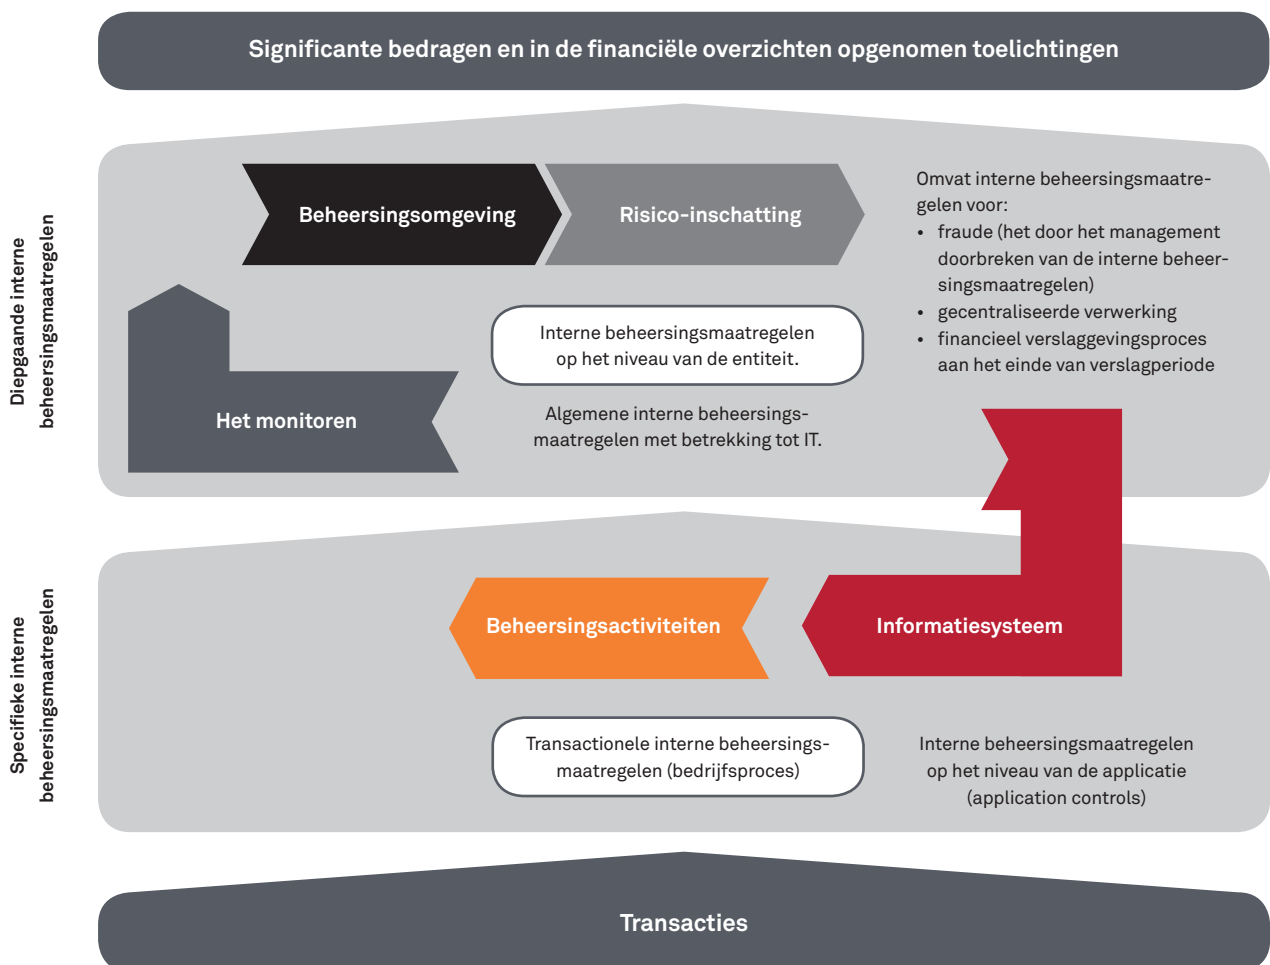 Significante bedragen en in de financiële overzichten opgenomen toelichtingen
Diepgaande interne
beheersingsmaatregelen
Beheersingsomgeving
Risico-inschatting
Omvat interne beheersingsmaatre-
gelen voor:
• fraude (het door het management
doorbreken van de interne beheer-
singsmaatregelen)
• gecentraliseerde verwerking
• financieel verslaggevingsproces
aan het einde van verslagperiode
Interne beheersingsmaatregelen
op het niveau van de entiteit.
Het monitoren
Algemene interne beheersings-
maatregelen met betrekking tot IT.
Specifieke interne
beheersingsmaatregelen
Beheersingsactiviteiten
Informatiesysteem
Transactionele interne beheersings-
maatregelen (bedrijfsproces)
Interne beheersingsmaatregelen
op het niveau van de applicatie
(application controls)
Transacties